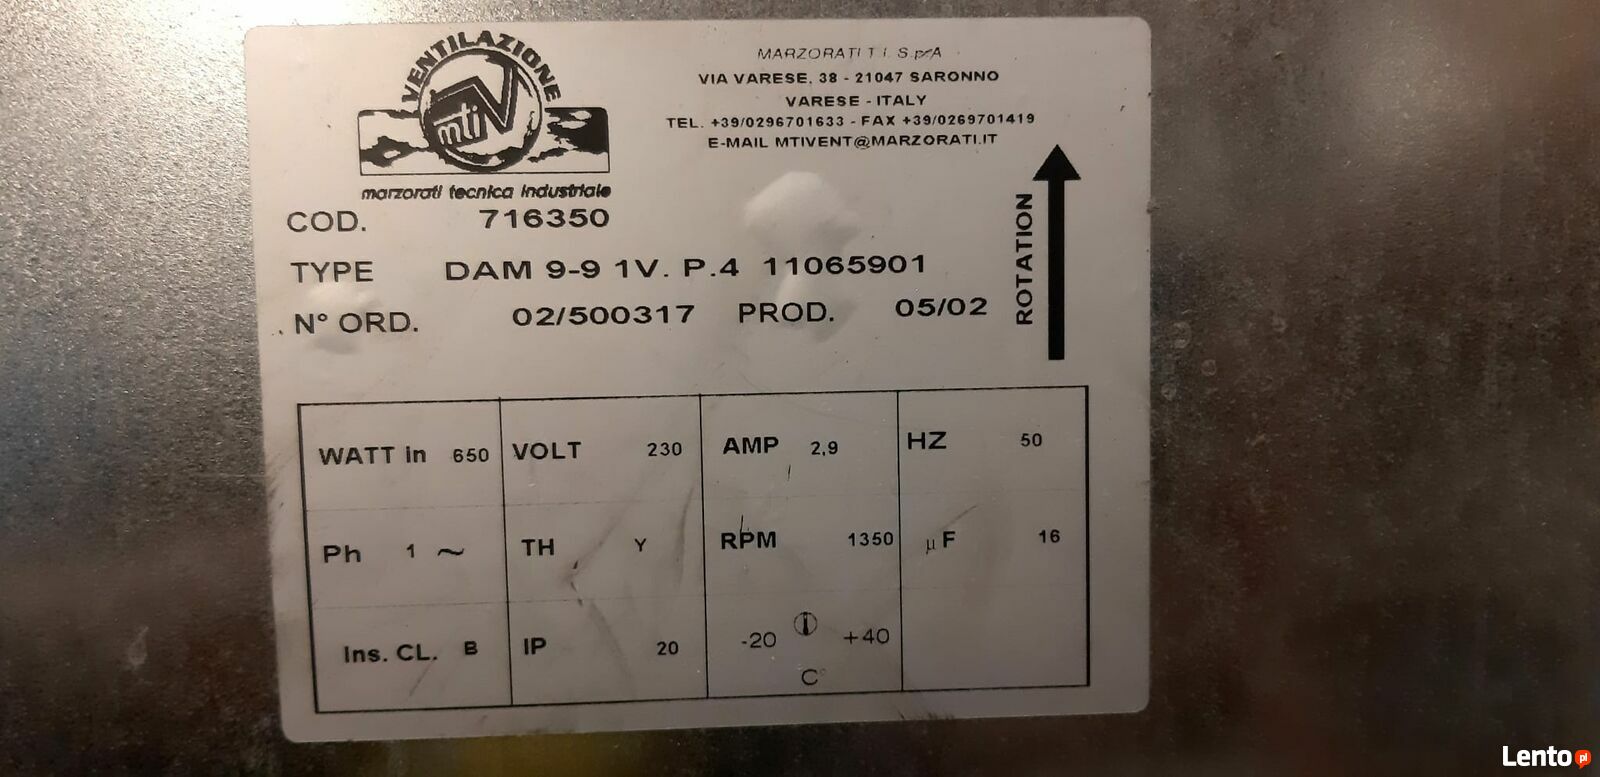 VENTILAZIONE
mti
marzorati tecnica industriale
MARZORATI T.I. S.p.A
VIA VARESE, 38 - 21047 SARONNO
VARESE - ITALY
TEL. +39/0296701633 - FAX +39/0269701419
E-MAIL MTIVENT@MARZORATI.IT
COD. 716350
TYPE DAM 9-9 1V. P.4 11065901
N° ORD. 02/500317 PROD. 05/02
ROTATION
WATT in 650 VOLT 230 AMP 2,9 HZ 50
Ph 1 ~ TH Y RPM 1350 µF 16
Ins. CL. B IP 20 -20 +40
C°
Lento pl